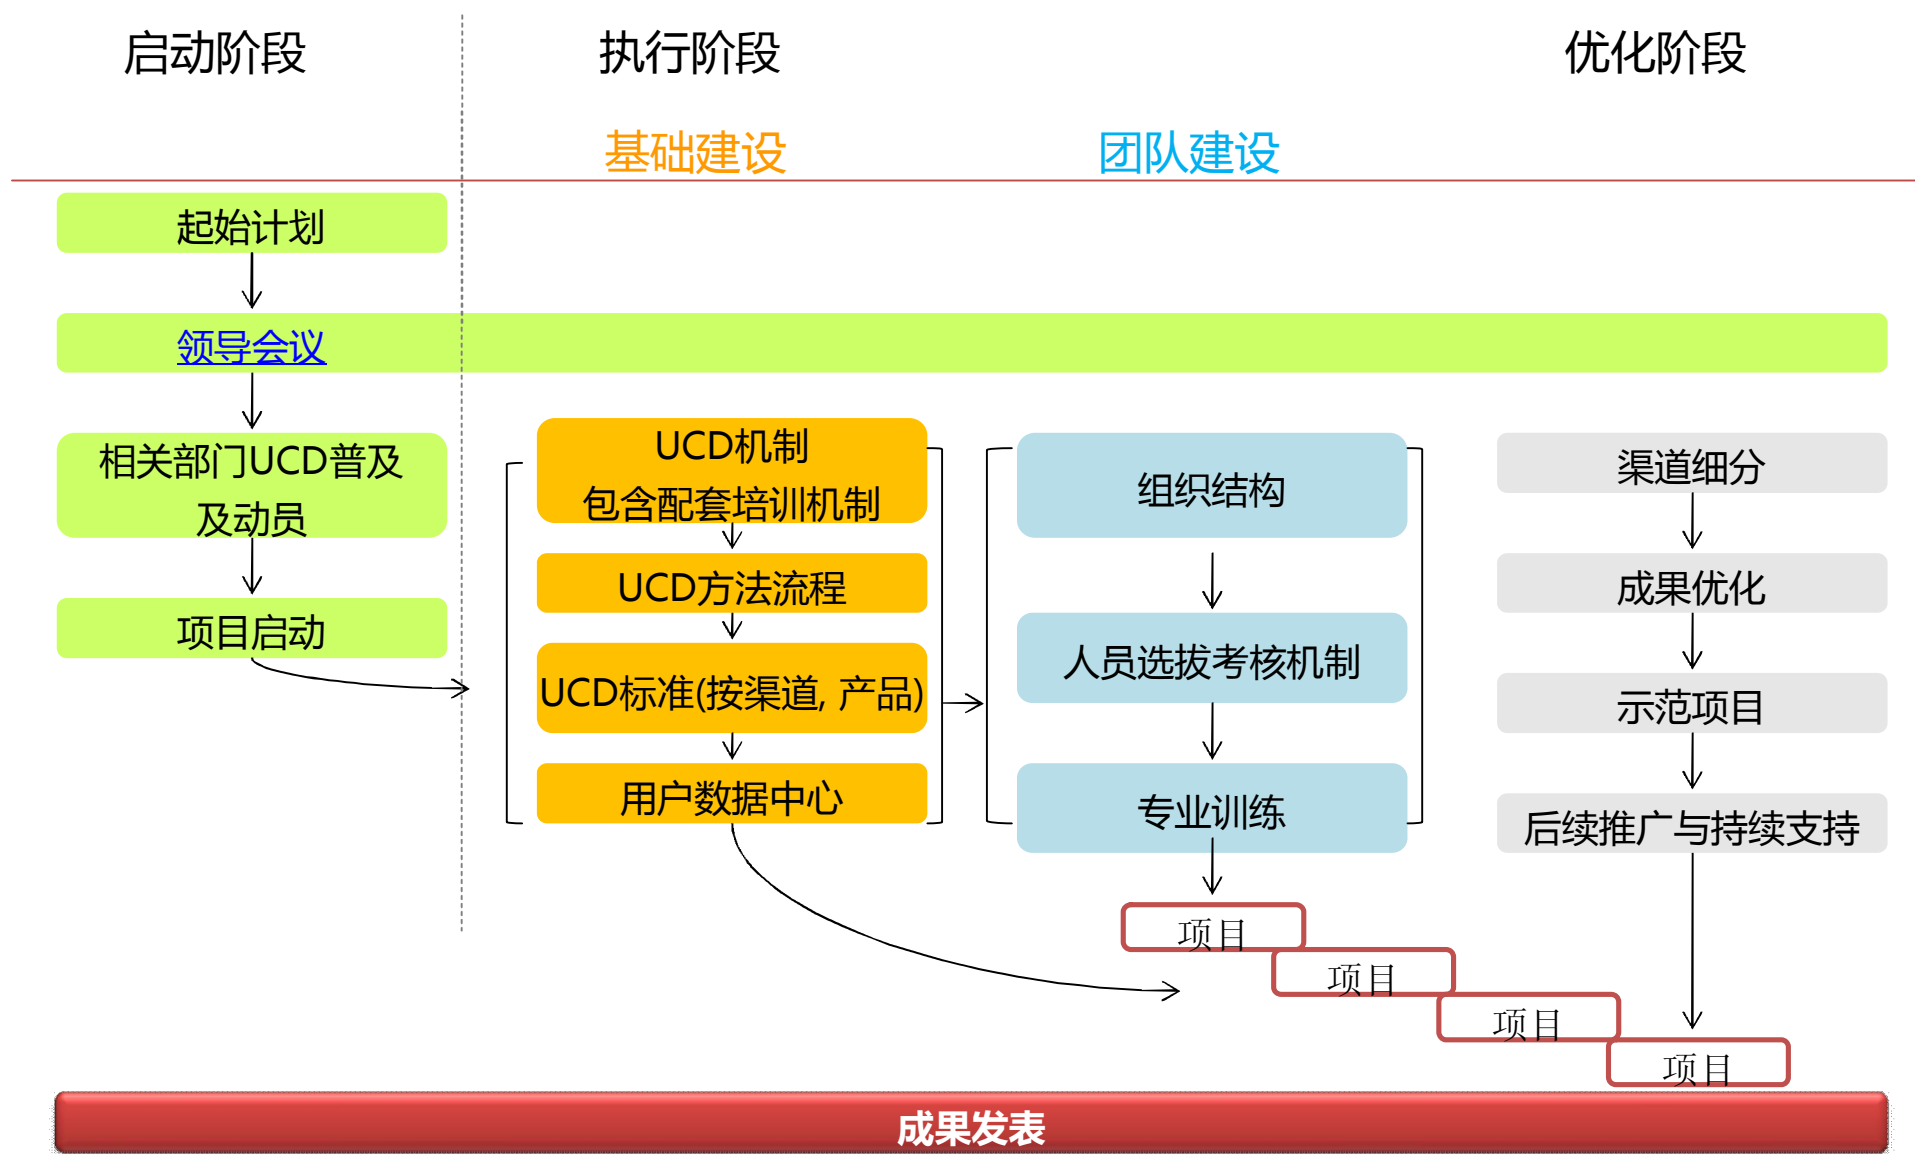 启动阶段
执行阶段
优化阶段
基础建设
团队建设
起始计划
领导会议
相关部门UCD普及
及动员
项目启动
UCD机制
包含配套培训机制
UCD方法流程
UCD标准(按渠道, 产品)
用户数据中心
组织结构
人员选拔考核机制
专业训练
渠道细分
成果优化
示范项目
后续推广与持续支持
项目
项目
项目
项目
成果发表